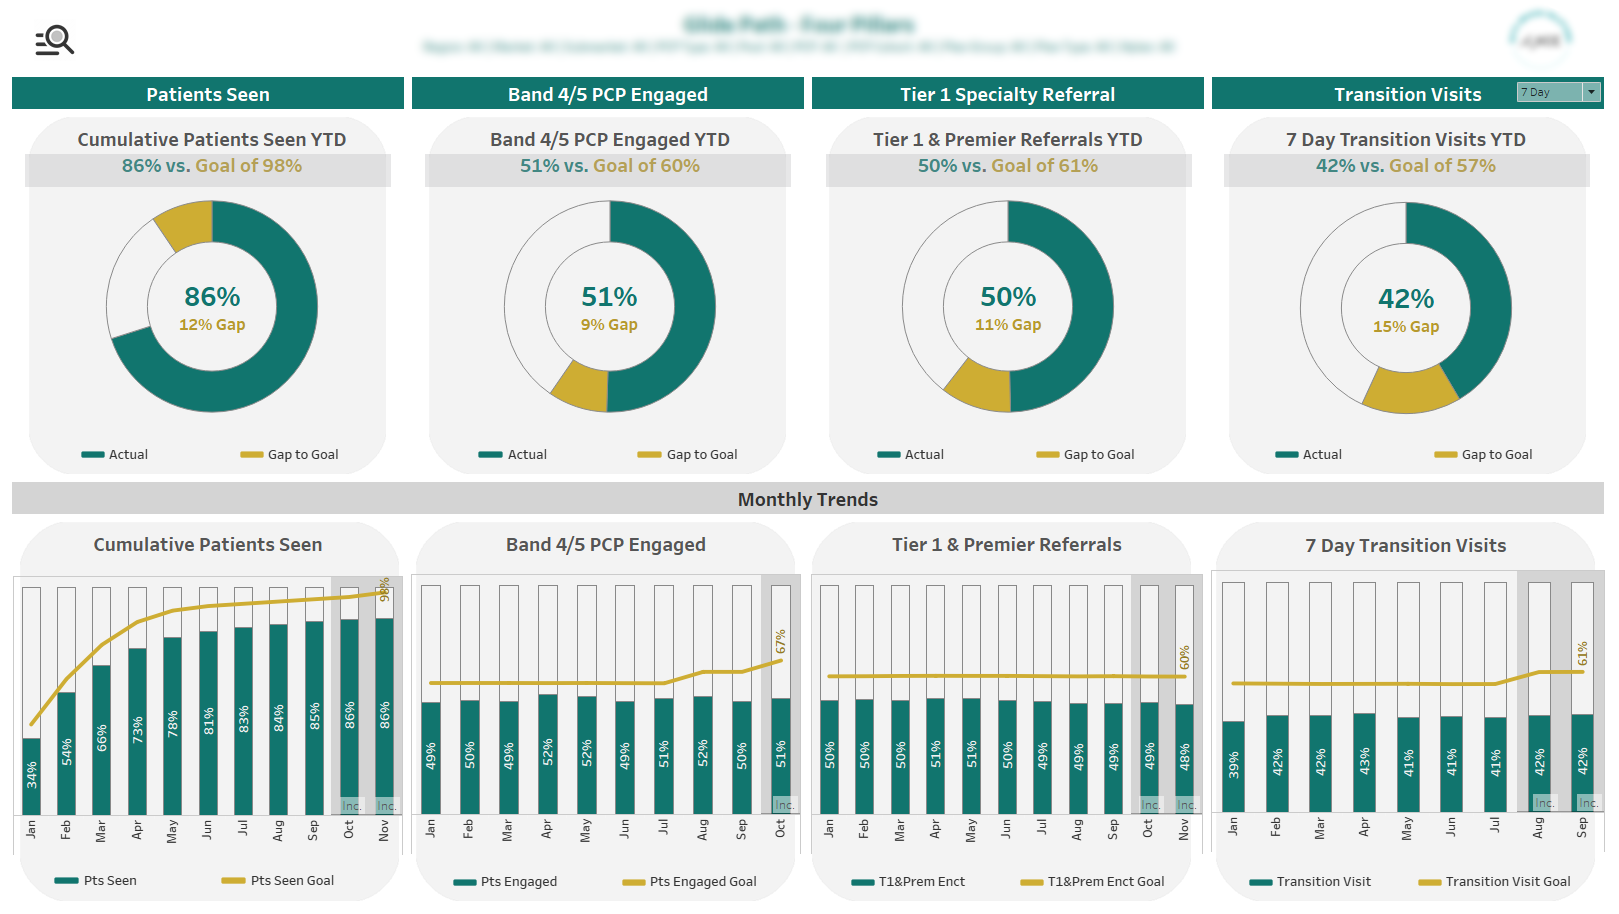 Patients Seen
Band 4/5 PCP Engaged
Tier 1 Specialty Referral
Transition Visits
7 Day
Cumulative Patients Seen YTD
86% vs. Goal of 98%
86%
12% Gap
Actual
Gap to Goal
Band 4/5 PCP Engaged YTD
51% vs. Goal of 60%
51%
9% Gap
Actual
Gap to Goal
Tier 1 & Premier Referrals YTD
50% vs. Goal of 61%
50%
11% Gap
Actual
Gap to Goal
7 Day Transition Visits YTD
42% vs. Goal of 57%
42%
15% Gap
Actual
Gap to Goal
Monthly Trends
Cumulative Patients Seen
98%
34% 54% 66% 73% 78% 81% 83% 84% 85% 86% 86%
Inc. Inc.
Jan Feb Mar Apr May Jun Jul Aug Sep Oct Nov
Pts Seen
Pts Seen Goal
Band 4/5 PCP Engaged
67%
49% 50% 49% 52% 52% 49% 51% 52% 50% 51%
Inc.
Jan Feb Mar Apr May Jun Jul Aug Sep Oct
Pts Engaged
Pts Engaged Goal
Tier 1 & Premier Referrals
60%
50% 50% 50% 51% 51% 50% 49% 49% 49% 49% 48%
Inc. Inc.
Jan Feb Mar Apr May Jun Jul Aug Sep Oct Nov
T1&Prem Enct
T1&Prem Enct Goal
7 Day Transition Visits
61%
39% 42% 42% 43% 41% 41% 41% 42% 42%
Inc. Inc.
Jan Feb Mar Apr May Jun Jul Aug Sep
Transition Visit
Transition Visit Goal